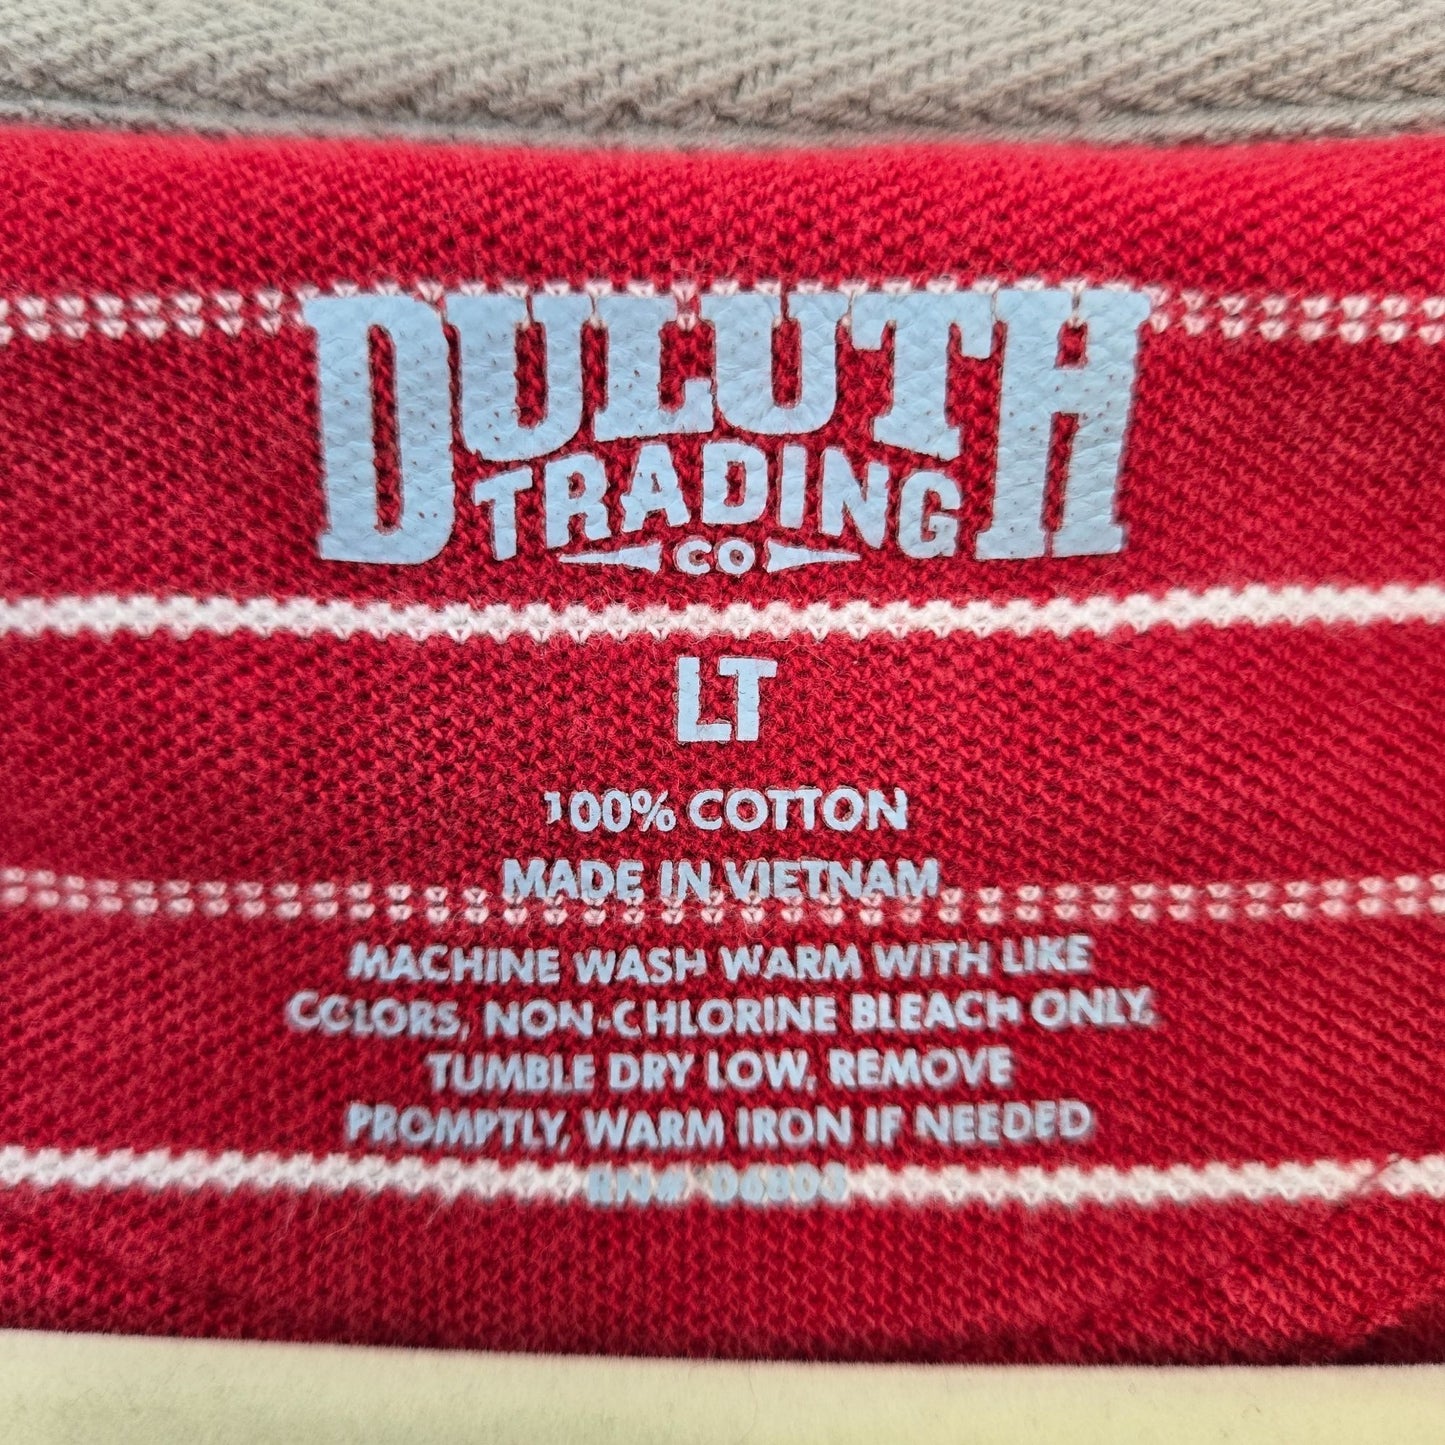 DULUTH
TRADING
CO
LT
100% COTTON
MADE IN VIETNAM
MACHINE WASH WARM WITH LIKE
COLORS, NON-CHLORINE BLEACH ONLY.
TUMBLE DRY LOW, REMOVE
PROMPTLY, WARM IRON IF NEEDED
RN#